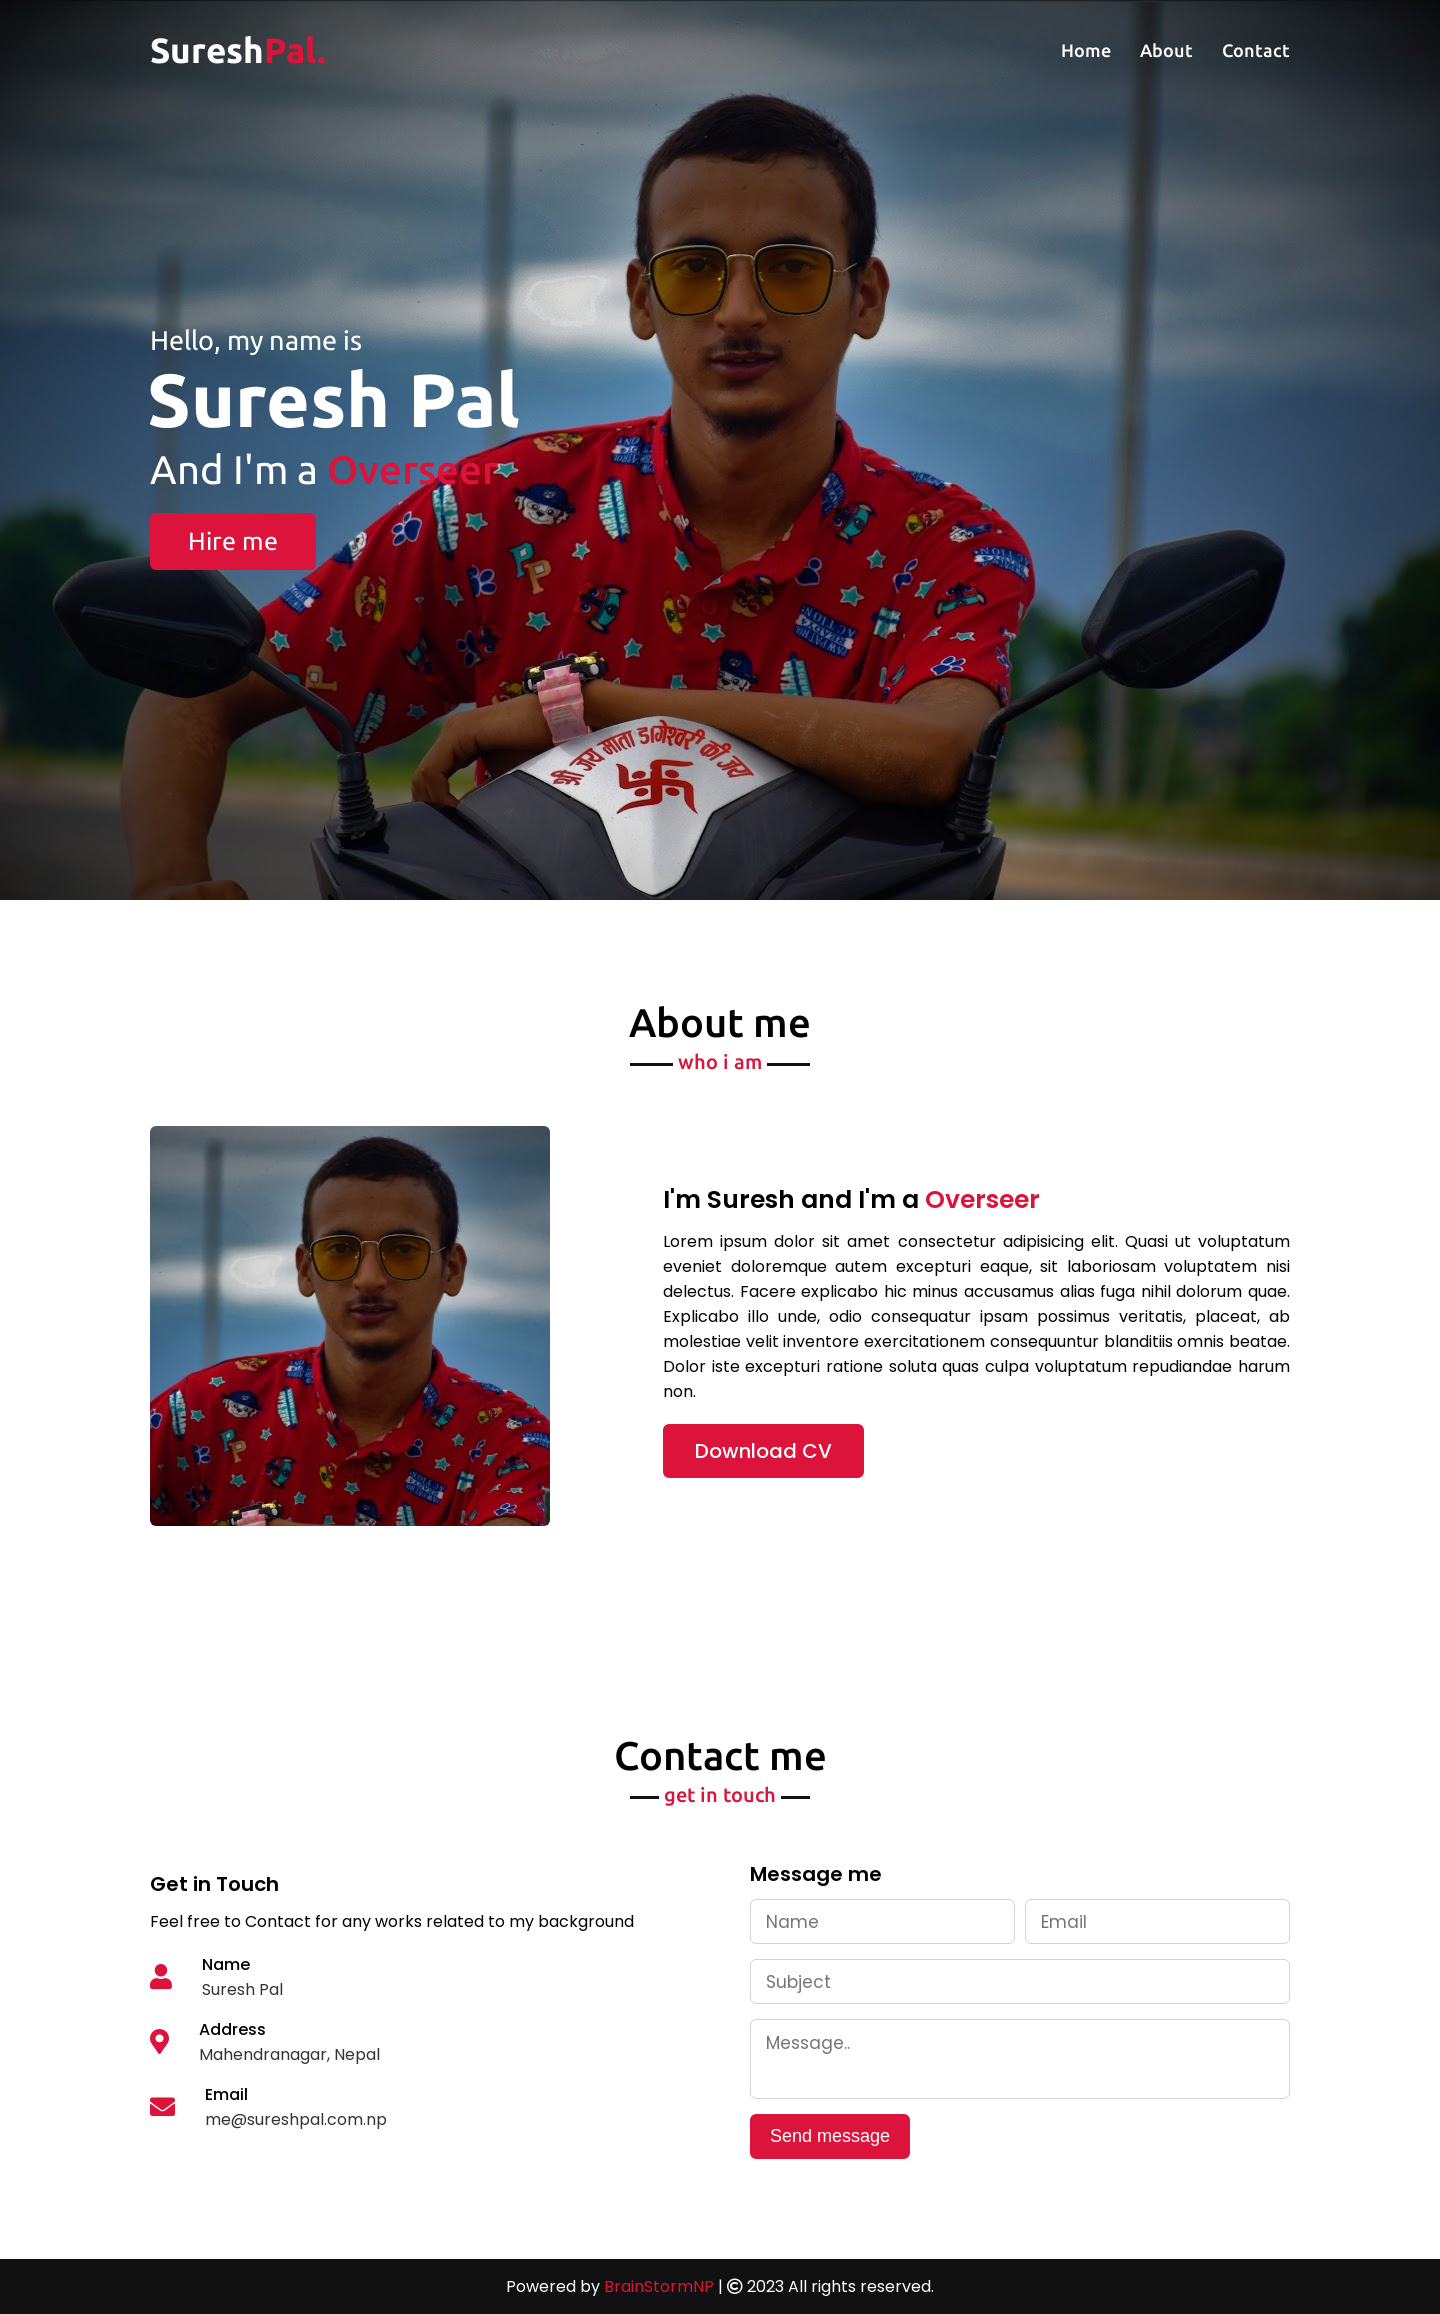 SureshPal.
Home About Contact
Hello, my name is
Suresh Pal
And I'm a Overseer
Hire me
श्री जय माता डागेश्वरी की जय
About me
who i am
I'm Suresh and I'm a Overseer
Lorem ipsum dolor sit amet consectetur adipisicing elit. Quasi ut voluptatum
eveniet doloremque autem excepturi eaque, sit laboriosam voluptatem nisi
delectus. Facere explicabo hic minus accusamus alias fuga nihil dolorum quae.
Explicabo illo unde, odio consequatur ipsam possimus veritatis, placeat, ab
molestiae velit inventore exercitationem consequuntur blanditiis omnis beatae.
Dolor iste excepturi ratione soluta quas culpa voluptatum repudiandae harum
non.
Download CV
Contact me
get in touch
Get in Touch
Feel free to Contact for any works related to my background
Name
Suresh Pal
Address
Mahendranagar, Nepal
Email
me@sureshpal.com.np
Message me
Name Email
Subject
Message..
Send message
Powered by BrainStormNP | © 2023 All rights reserved.